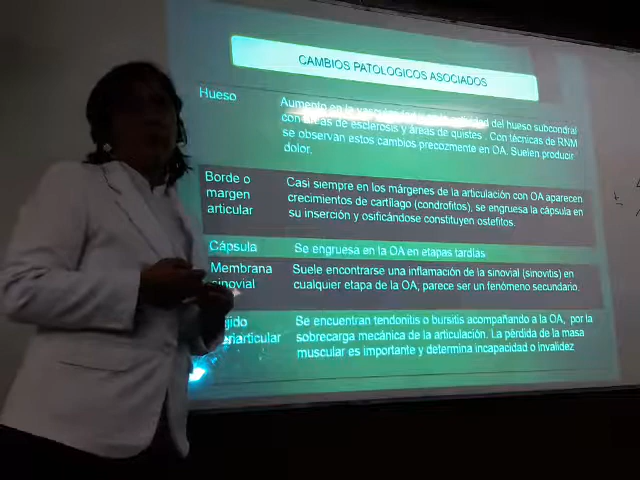 CAMBIOS PATOLOGICOS ASOCIADOS
Hueso
Aumento en la del hueso subcondral
con áreas de esclerosis y áreas de quistes . Con técnicas de RNM
se observan estos cambios precozmente en OA. Suelen producir
dolor.
Borde o
margen
articular
Casi siempre en los márgenes de la articulación con OA aparecen
crecimientos de cartílago (condrofitos), se engruesa la cápsula en
su inserción y osificándose constituyen ostefitos.
Cápsula
Se engruesa en la OA en etapas tardías
Membrana
sinovial
Suele encontrarse una inflamación de la sinovial (sinovitis) en
cualquier etapa de la OA; parece ser un fenómeno secundario.
Se encuentran tendonitis o bursitis acompañando a la OA, por la
sobrecarga mecánica de la articulación. La pérdida de la masa
muscular es importante y determina incapacidad o invalidez